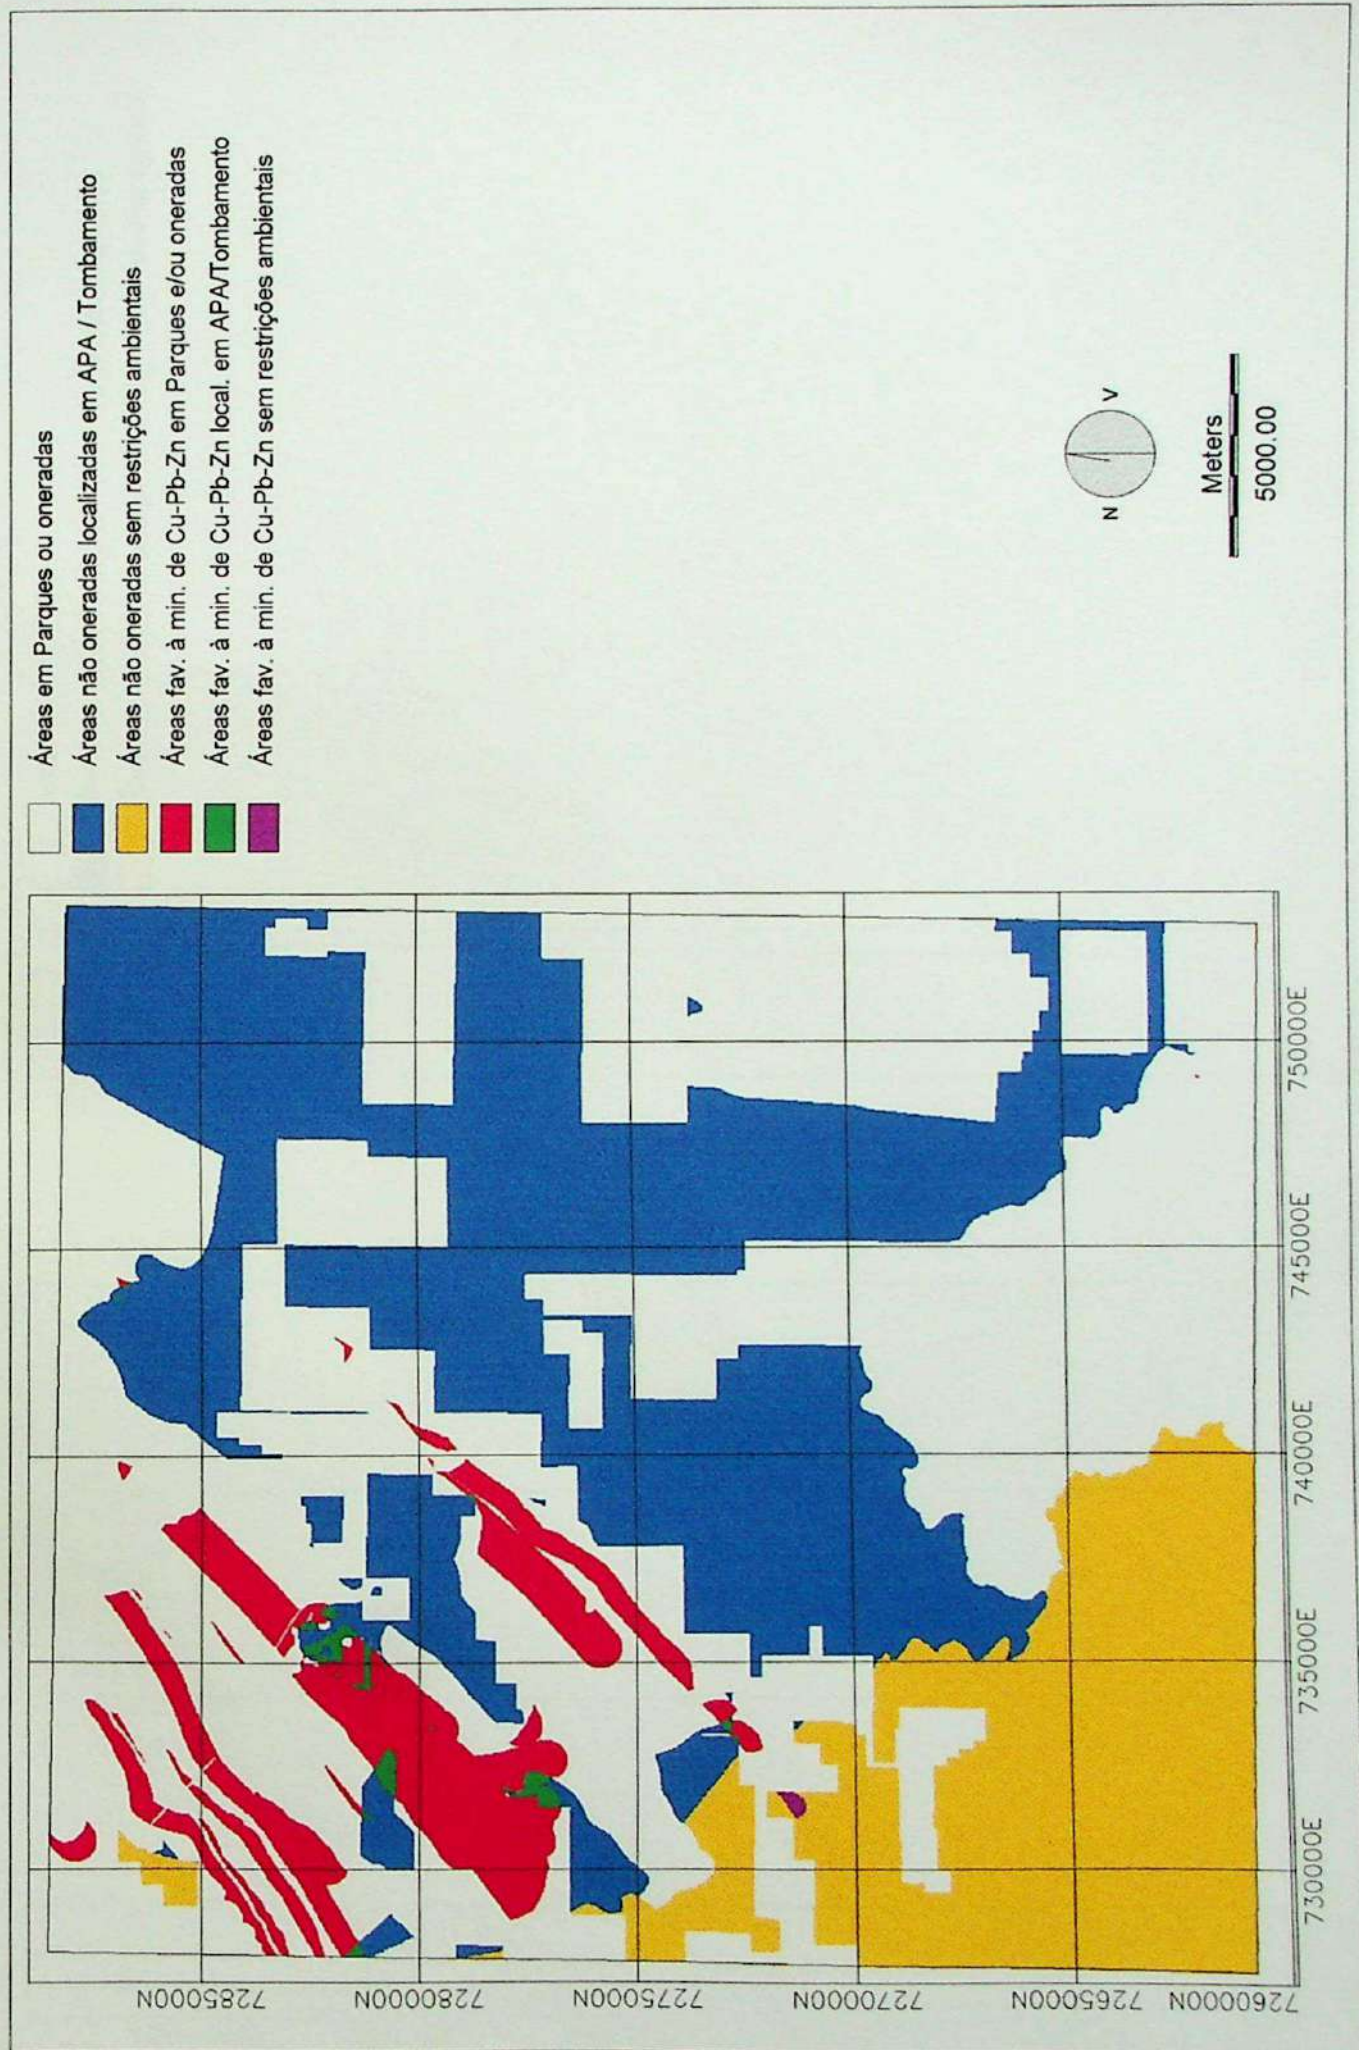 Áreas em Parques ou oneradas
Áreas não oneradas localizadas em APA / Tombamento
Áreas não oneradas sem restrições ambientais
Áreas fav. à min. de Cu-Pb-Zn em Parques e/ou oneradas
Áreas fav. à min. de Cu-Pb-Zn local. em APA/Tombamento
Áreas fav. à min. de Cu-Pb-Zn sem restrições ambientais
N
V
Meters
5000.00
7285000N
7280000N
7275000N
7270000N
7265000N
7260000N
730000E
735000E
740000E
745000E
750000E